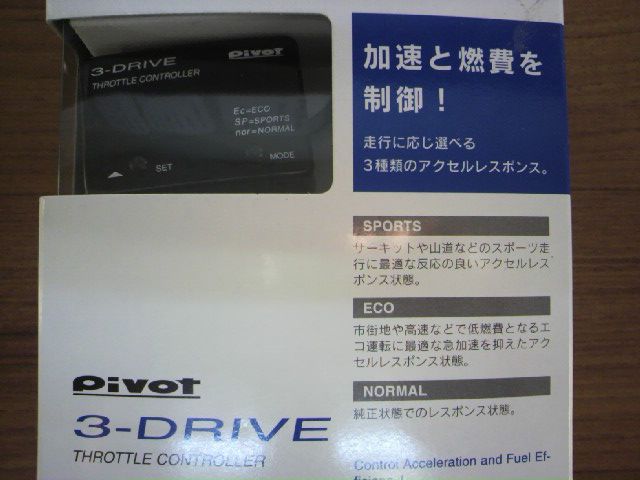 3-DRIVE
Pivot
THROTTLE CONTROLLER
Ec=ECO
SP=SPORTS
nor=NORMAL
SET
MODE
加速と燃費を
制御！
走行に応じ選べる
3種類のアクセルレスポンス。
SPORTS
サーキットや山道などのスポーツ走
行に最適な反応の良いアクセルレス
ポンス状態。
ECO
市街地や高速などで低燃費となるエ
コ運転に最適な急加速を抑えたアク
セルレスポンス状態。
NORMAL
純正状態でのレスポンス状態。
Pivot
3-DRIVE
THROTTLE CONTROLLER
Control Acceleration and Fuel Ef-